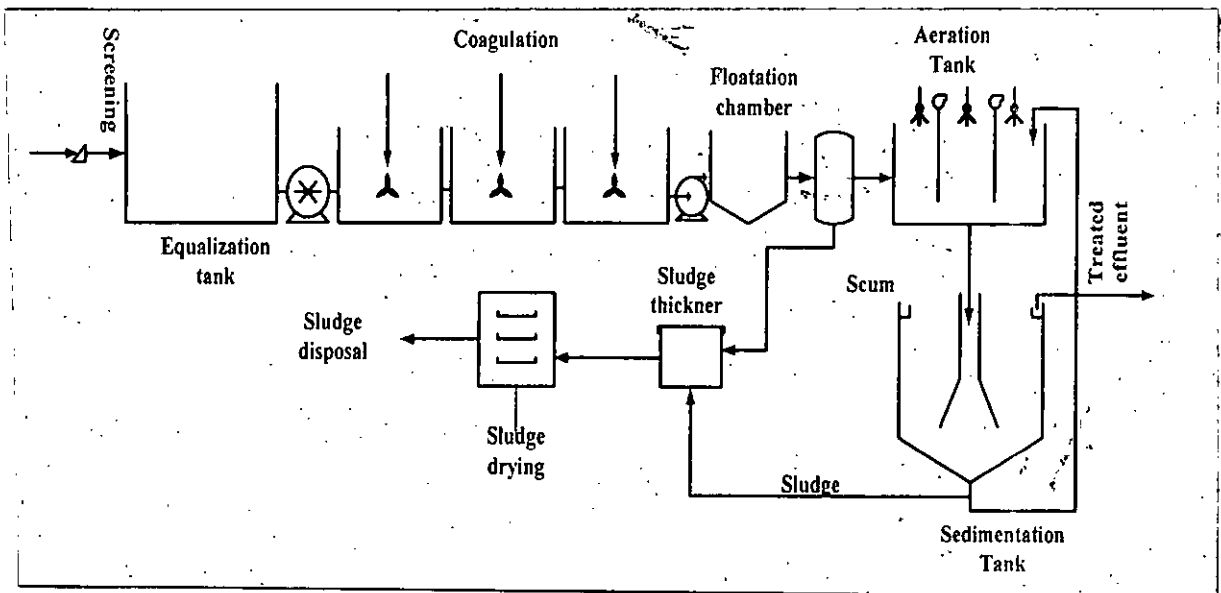 Screening
Coagulation
Aeration
Tank
Floatation
chamber
Equalization
tank
Sludge
thickner
Scum
Treated
effluent
Sludge
disposal
Sludge
drying
Sludge
Sedimentation
Tank